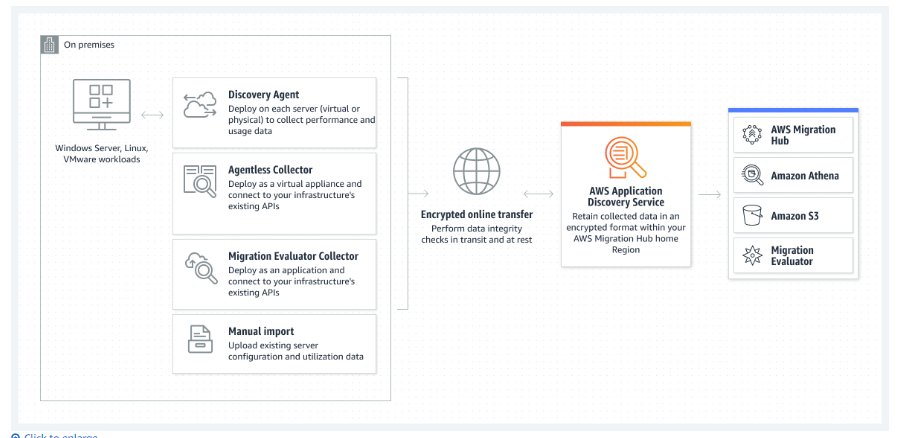 On premises
Windows Server, Linux,
VMware workloads
Discovery Agent
Deploy on each server (virtual or
physical) to collect performance and
usage data
Agentless Collector
Deploy as a virtual appliance and
connect to your infrastructure's
existing APIs
Migration Evaluator Collector
Deploy as an application and
connect to your infrastructure's
existing APIs
Manual import
Upload existing server
configuration and utilization data
Encrypted online transfer
Perform data integrity
checks in transit and at rest
AWS Application
Discovery Service
Retain collected data in an
encrypted format within your
AWS Migration Hub home
Region
AWS Migration
Hub
Amazon Athena
Amazon S3
Migration
Evaluator
Click to enlarge